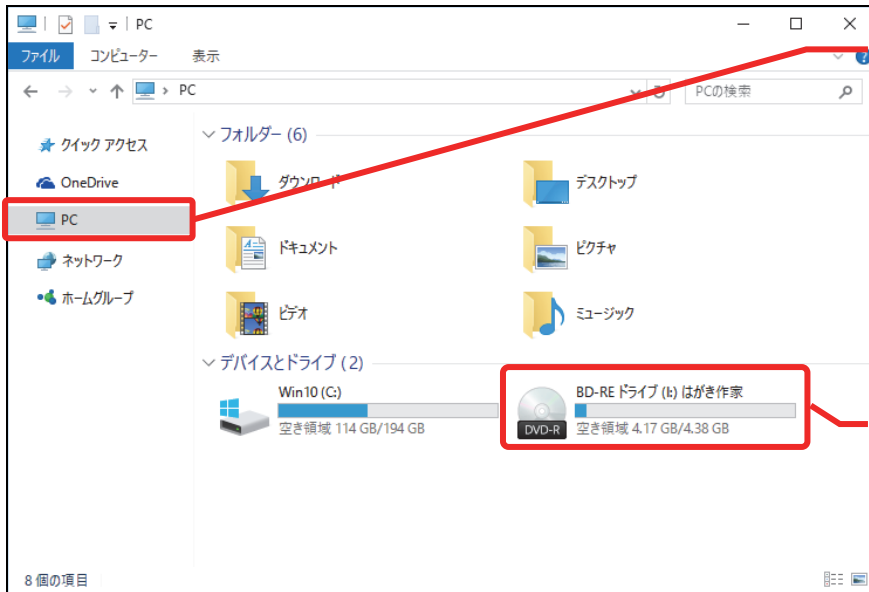 PC
ファイル コンピューター 表示
PC PCの検索
クイック アクセス
OneDrive
PC
ネットワーク
ホームグループ
フォルダー (6)
ダウンロード デスクトップ
ドキュメント ピクチャ
ビデオ ミュージック
デバイスとドライブ (2)
Win10 (C:) BD-RE ドライブ (E:) はがき作家
空き領域 114 GB/194 GB DVD-R 空き領域 4.17 GB/4.38 GB
8 個の項目